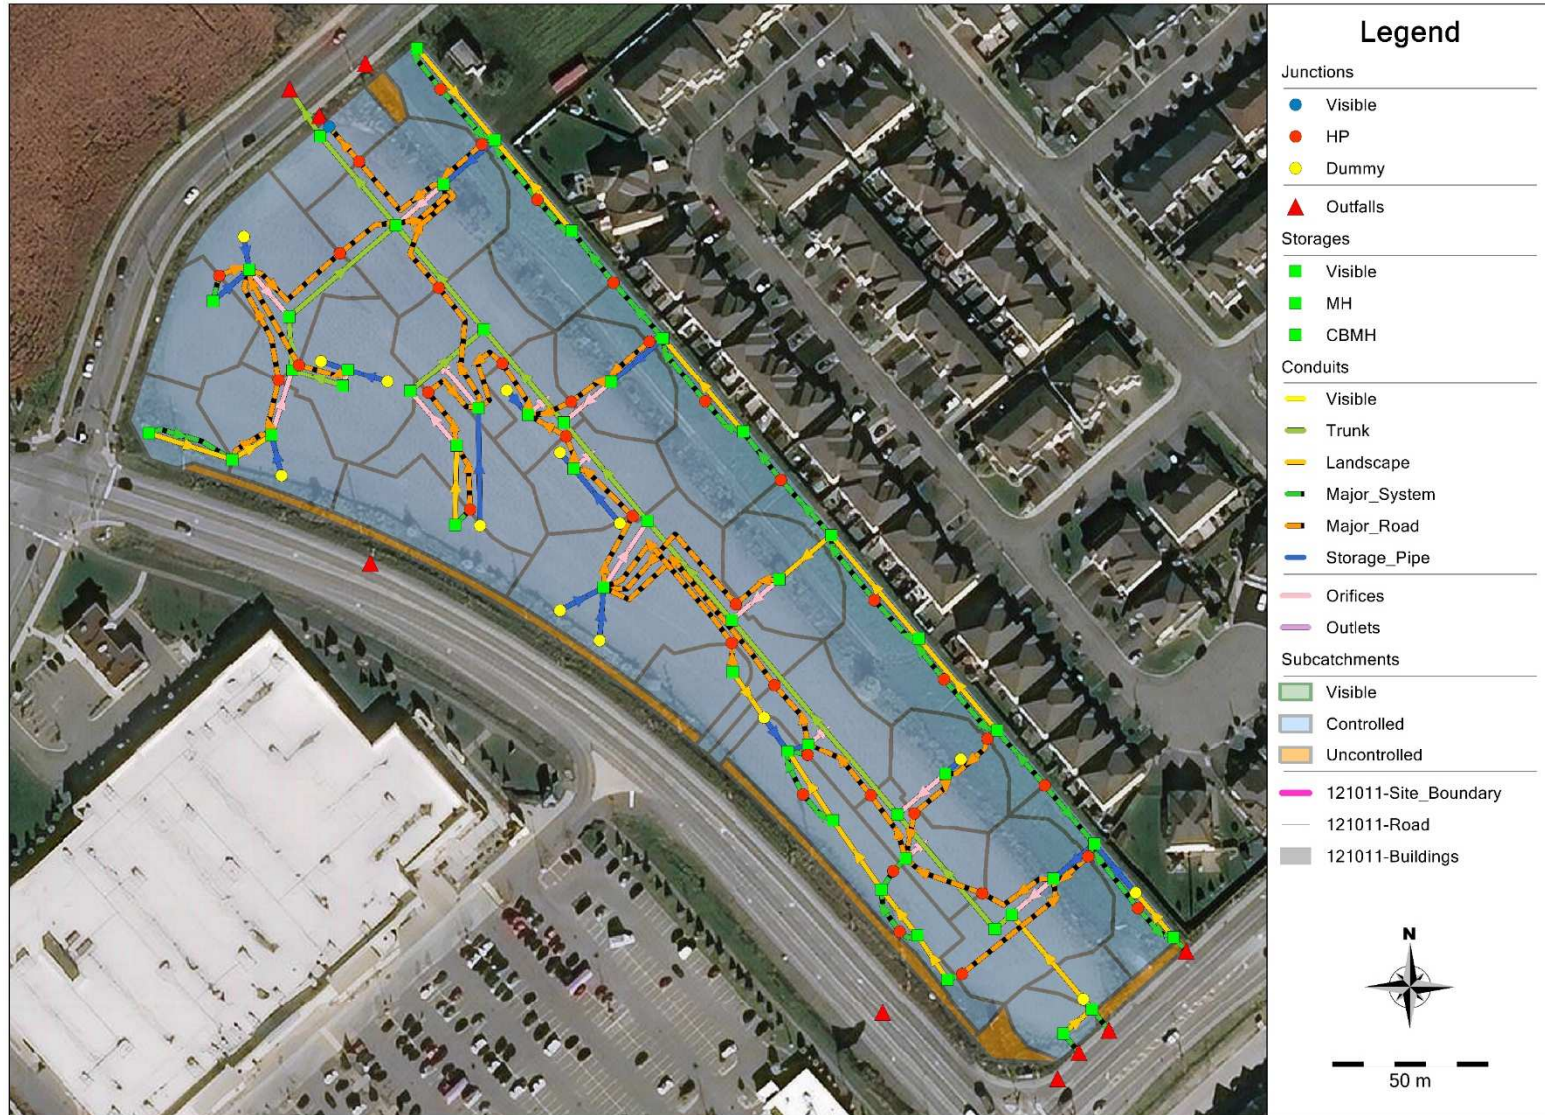 Legend
Junctions
Visible
HP
Dummy
Outfalls
Storages
Visible
MH
CBMH
Conduits
Visible
Trunk
Landscape
Major_System
Major_Road
Storage_Pipe
Orifices
Outlets
Subcatchments
Visible
Controlled
Uncontrolled
121011-Site_Boundary
121011-Road
121011-Buildings
N
50 m